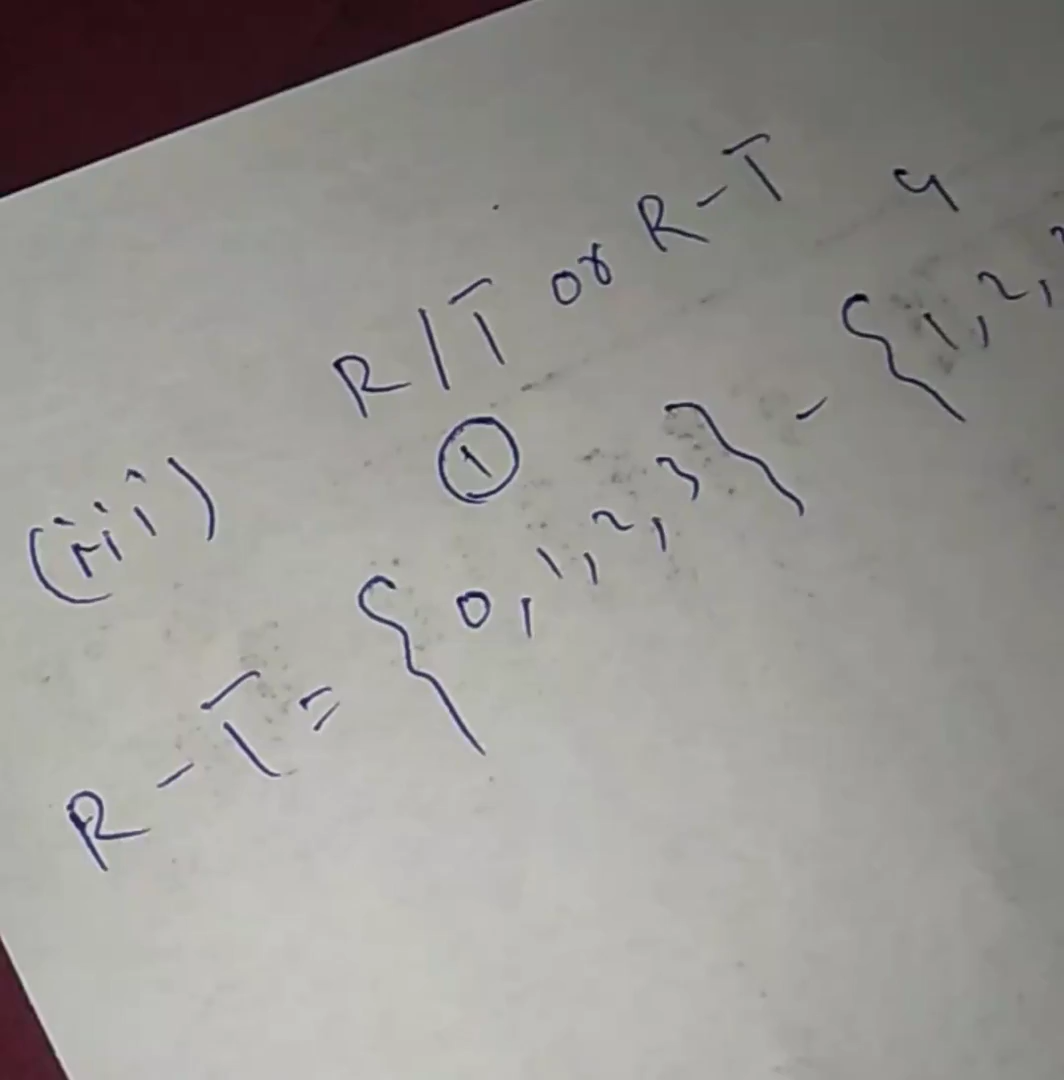 (iii) R/T or R-T
①
R-T = {0,1,2,3} - {1,2,